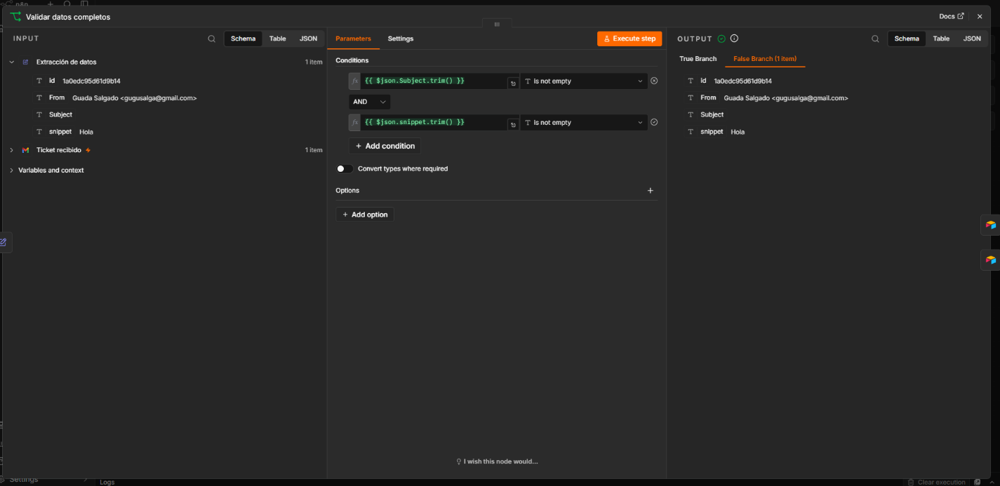 n8n
Validar datos completos
Docs
INPUT
Schema Table JSON
Extracción de datos 1 item
T id 1a0edc95d61d9b14
T From Guada Salgado <gugusalga@gmail.com>
T Subject
T snippet Hola
Ticket recibido 1 item
Variables and context
Parameters Settings
Execute step
Conditions
fx {{ $json.Subject.trim() }} T is not empty
AND
fx {{ $json.snippet.trim() }} T is not empty
+ Add condition
Convert types where required
Options +
+ Add option
I wish this node would...
OUTPUT
Schema Table JSON
True Branch False Branch (1 item)
T id 1a0edc95d61d9b14
T From Guada Salgado <gugusalga@gmail.com>
T Subject
T snippet Hola
Settings
Logs
Clear execution